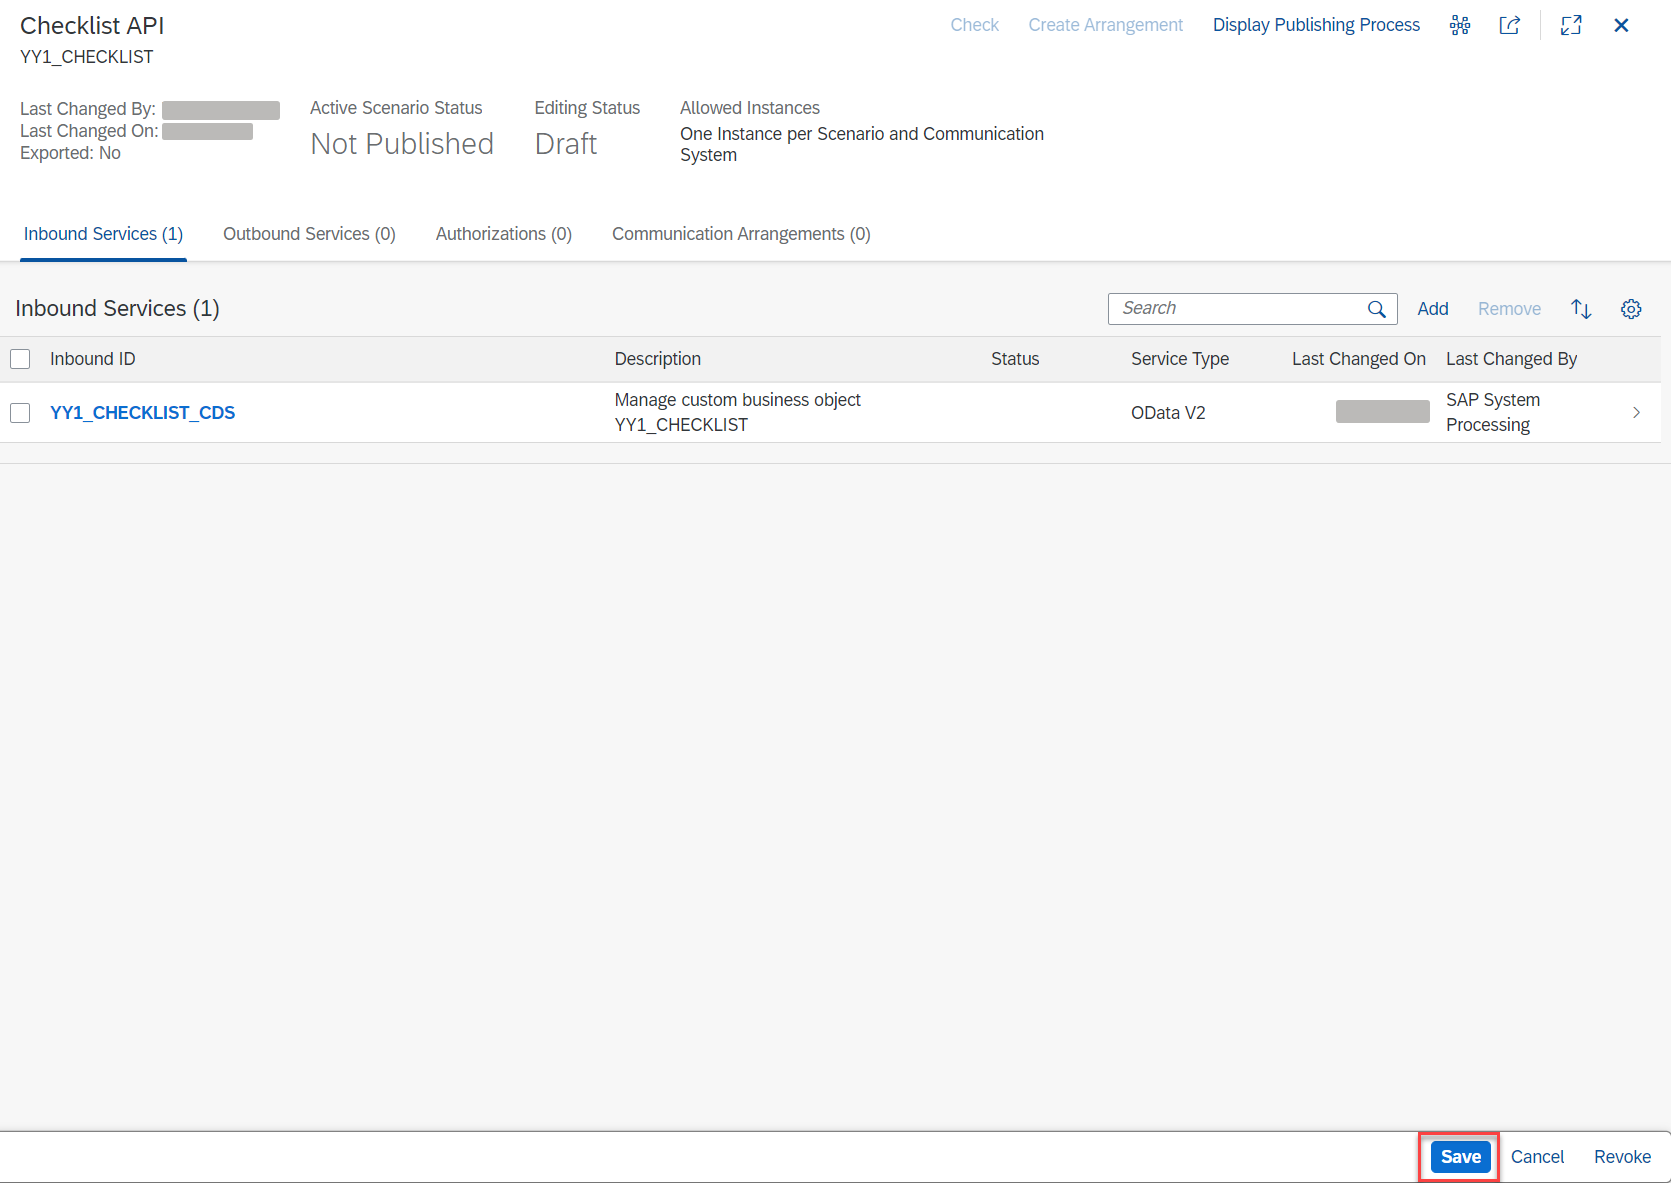 Checklist API
Check
Create Arrangement
Display Publishing Process
YY1_CHECKLIST
Last Changed By:
Last Changed On:
Exported: No
Active Scenario Status
Not Published
Editing Status
Draft
Allowed Instances
One Instance per Scenario and Communication
System
Inbound Services (1)
Outbound Services (0)
Authorizations (0)
Communication Arrangements (0)
Inbound Services (1)
Search
Add
Remove
Inbound ID
Description
Status
Service Type
Last Changed On
Last Changed By
YY1_CHECKLIST_CDS
Manage custom business object
YY1_CHECKLIST
OData V2
SAP System
Processing
Save
Cancel
Revoke